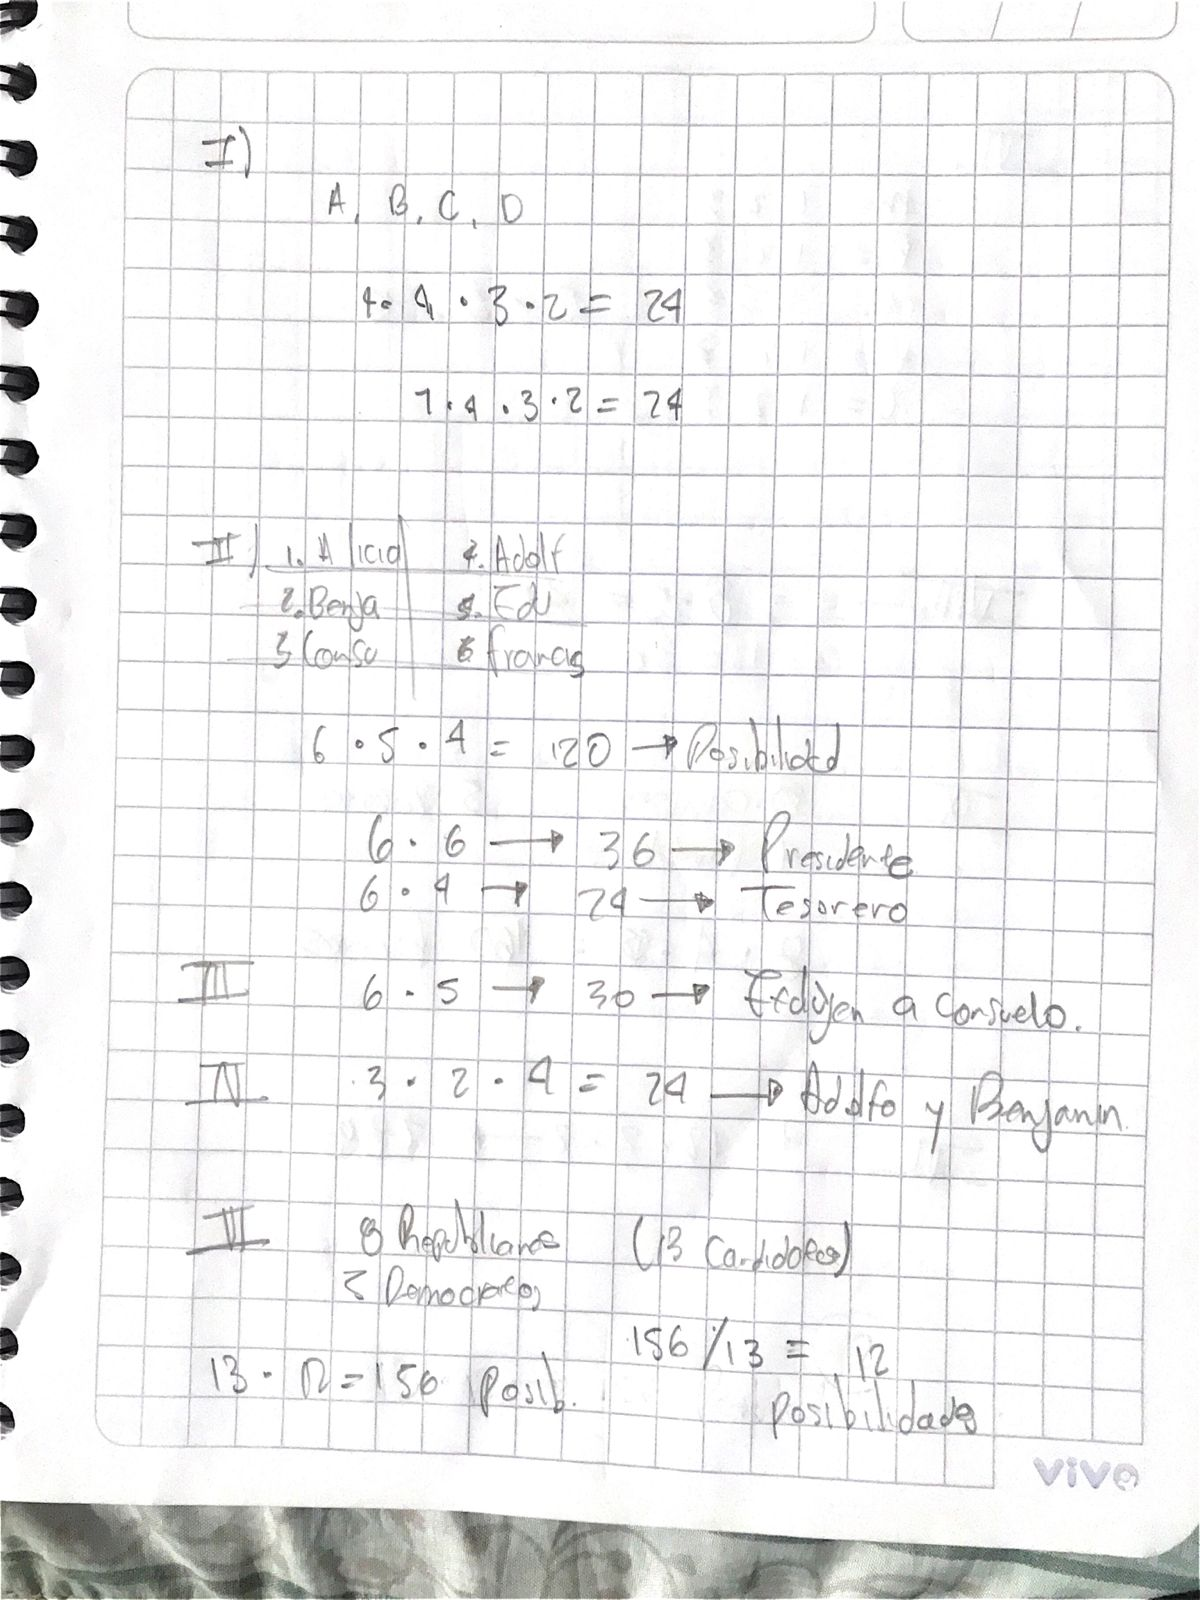 I)
A, B, C, D
4. 4 . 3 . 2 = 24
1 . 4 . 3 . 2 = 24
II) 1. Alicia 4. Adolf
2. Benja 5. Edu
3 Consu 6 francis
6 . 5 . 4 = 120 → Posibilidad
6 . 6 → 36 → Presidente
6 . 4 → 24 → Tesorero
III 6 . 5 → 30 → Excluyen a Consuelo.
IV 3 . 2 . 4 = 24 → Adolfo y Benjamin.
VI 8 Republicanos (13 Candidatos)
5 Democratas
156 / 13 = 12
13 . 12 = 156 Posib.
posibilidades
vivo